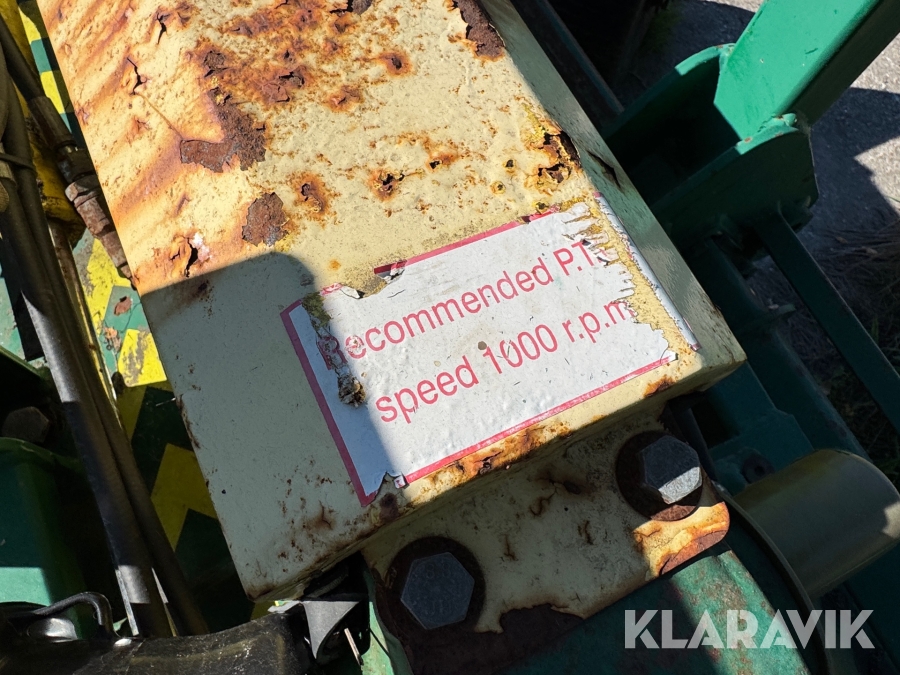 Recommended P.T.
speed 1000 r.p.m
KLARAVIK